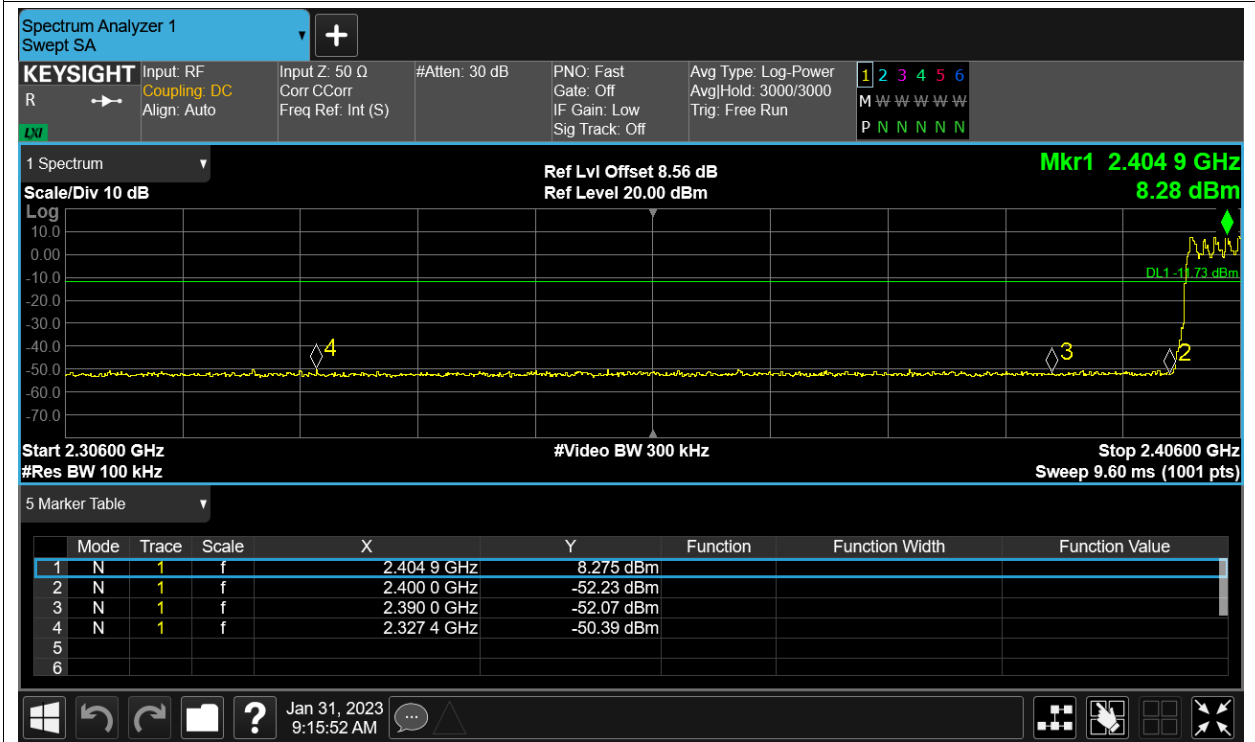 Spectrum Analyzer 1
Swept SA
KEYSIGHT
R
LXI
Input: RF
Coupling: DC
Align: Auto
Input Z: 50 Ω
Corr CCorr
Freq Ref: Int (S)
#Atten: 30 dB
PNO: Fast
Gate: Off
IF Gain: Low
Sig Track: Off
Avg Type: Log-Power
Avg|Hold: 3000/3000
Trig: Free Run
1 2 3 4 5 6
M W W W W W
P N N N N N
1 Spectrum
Scale/Div 10 dB
Ref Lvl Offset 8.56 dB
Ref Level 20.00 dBm
Mkr1 2.404 9 GHz
8.28 dBm
Log
10.0
0.00
-10.0
DL1 -11.73 dBm
-20.0
-30.0
-40.0
4
3
2
-50.0
-60.0
-70.0
Start 2.30600 GHz
#Video BW 300 kHz
Stop 2.40600 GHz
#Res BW 100 kHz
Sweep 9.60 ms (1001 pts)
5 Marker Table
Mode Trace Scale X Y Function Function Width Function Value
1 N 1 f 2.404 9 GHz 8.275 dBm
2 N 1 f 2.400 0 GHz -52.23 dBm
3 N 1 f 2.390 0 GHz -52.07 dBm
4 N 1 f 2.327 4 GHz -50.39 dBm
5
6
?
Jan 31, 2023
9:15:52 AM